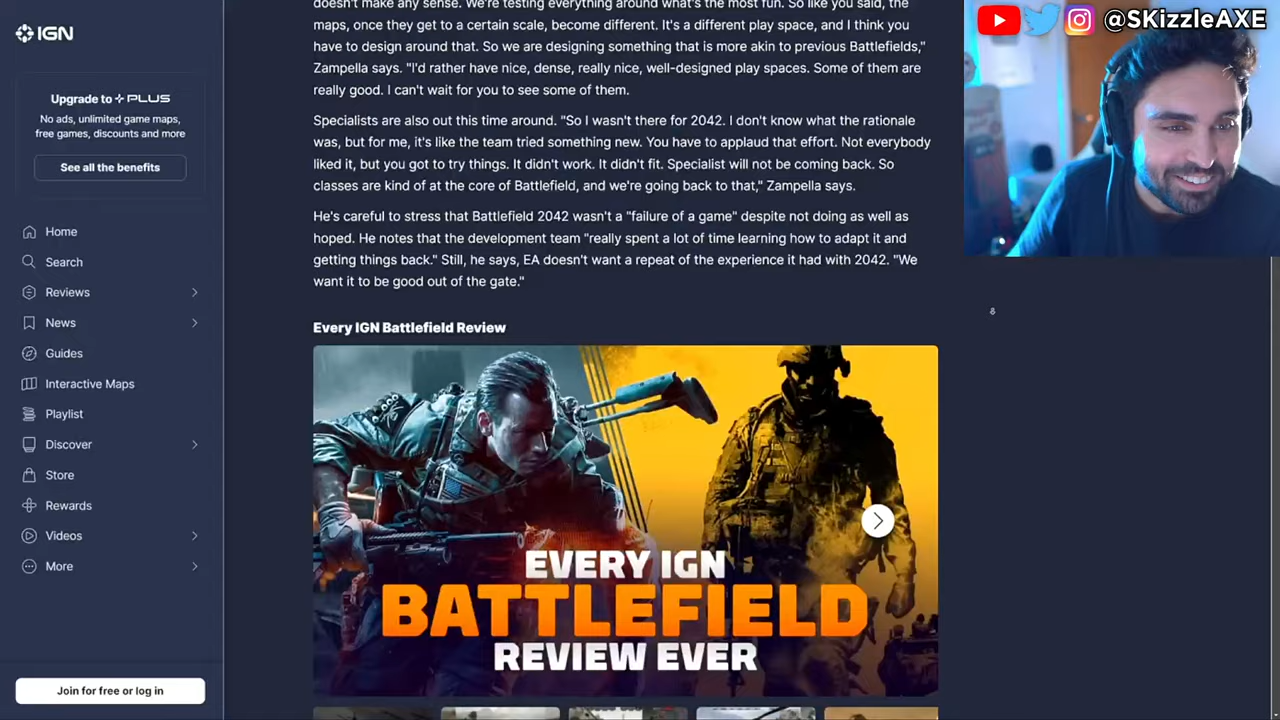 IGN
Upgrade to PLUS
No ads, unlimited game maps,
free games, discounts and more
See all the benefits
Home
Search
Reviews
News
Guides
Interactive Maps
Playlist
Discover
Store
Rewards
Videos
More
Join for free or log in
doesn't make any sense. We're testing everything around what's the most fun. So like you said, the
maps, once they get to a certain scale, become different. It's a different play space, and I think you
have to design around that. So we are designing something that is more akin to previous Battlefields,"
Zampella says. "I'd rather have nice, dense, really nice, well-designed play spaces. Some of them are
really good. I can't wait for you to see some of them.
Specialists are also out this time around. "So I wasn't there for 2042. I don't know what the rationale
was, but for me, it's like the team tried something new. You have to applaud that effort. Not everybody
liked it, but you got to try things. It didn't work. It didn't fit. Specialist will not be coming back. So
classes are kind of at the core of Battlefield, and we're going back to that," Zampella says.
He's careful to stress that Battlefield 2042 wasn't a "failure of a game" despite not doing as well as
hoped. He notes that the development team "really spent a lot of time learning how to adapt it and
getting things back." Still, he says, EA doesn't want a repeat of the experience it had with 2042. "We
want it to be good out of the gate."
Every IGN Battlefield Review
EVERY IGN
BATTLEFIELD
REVIEW EVER
@SKizzleAXE